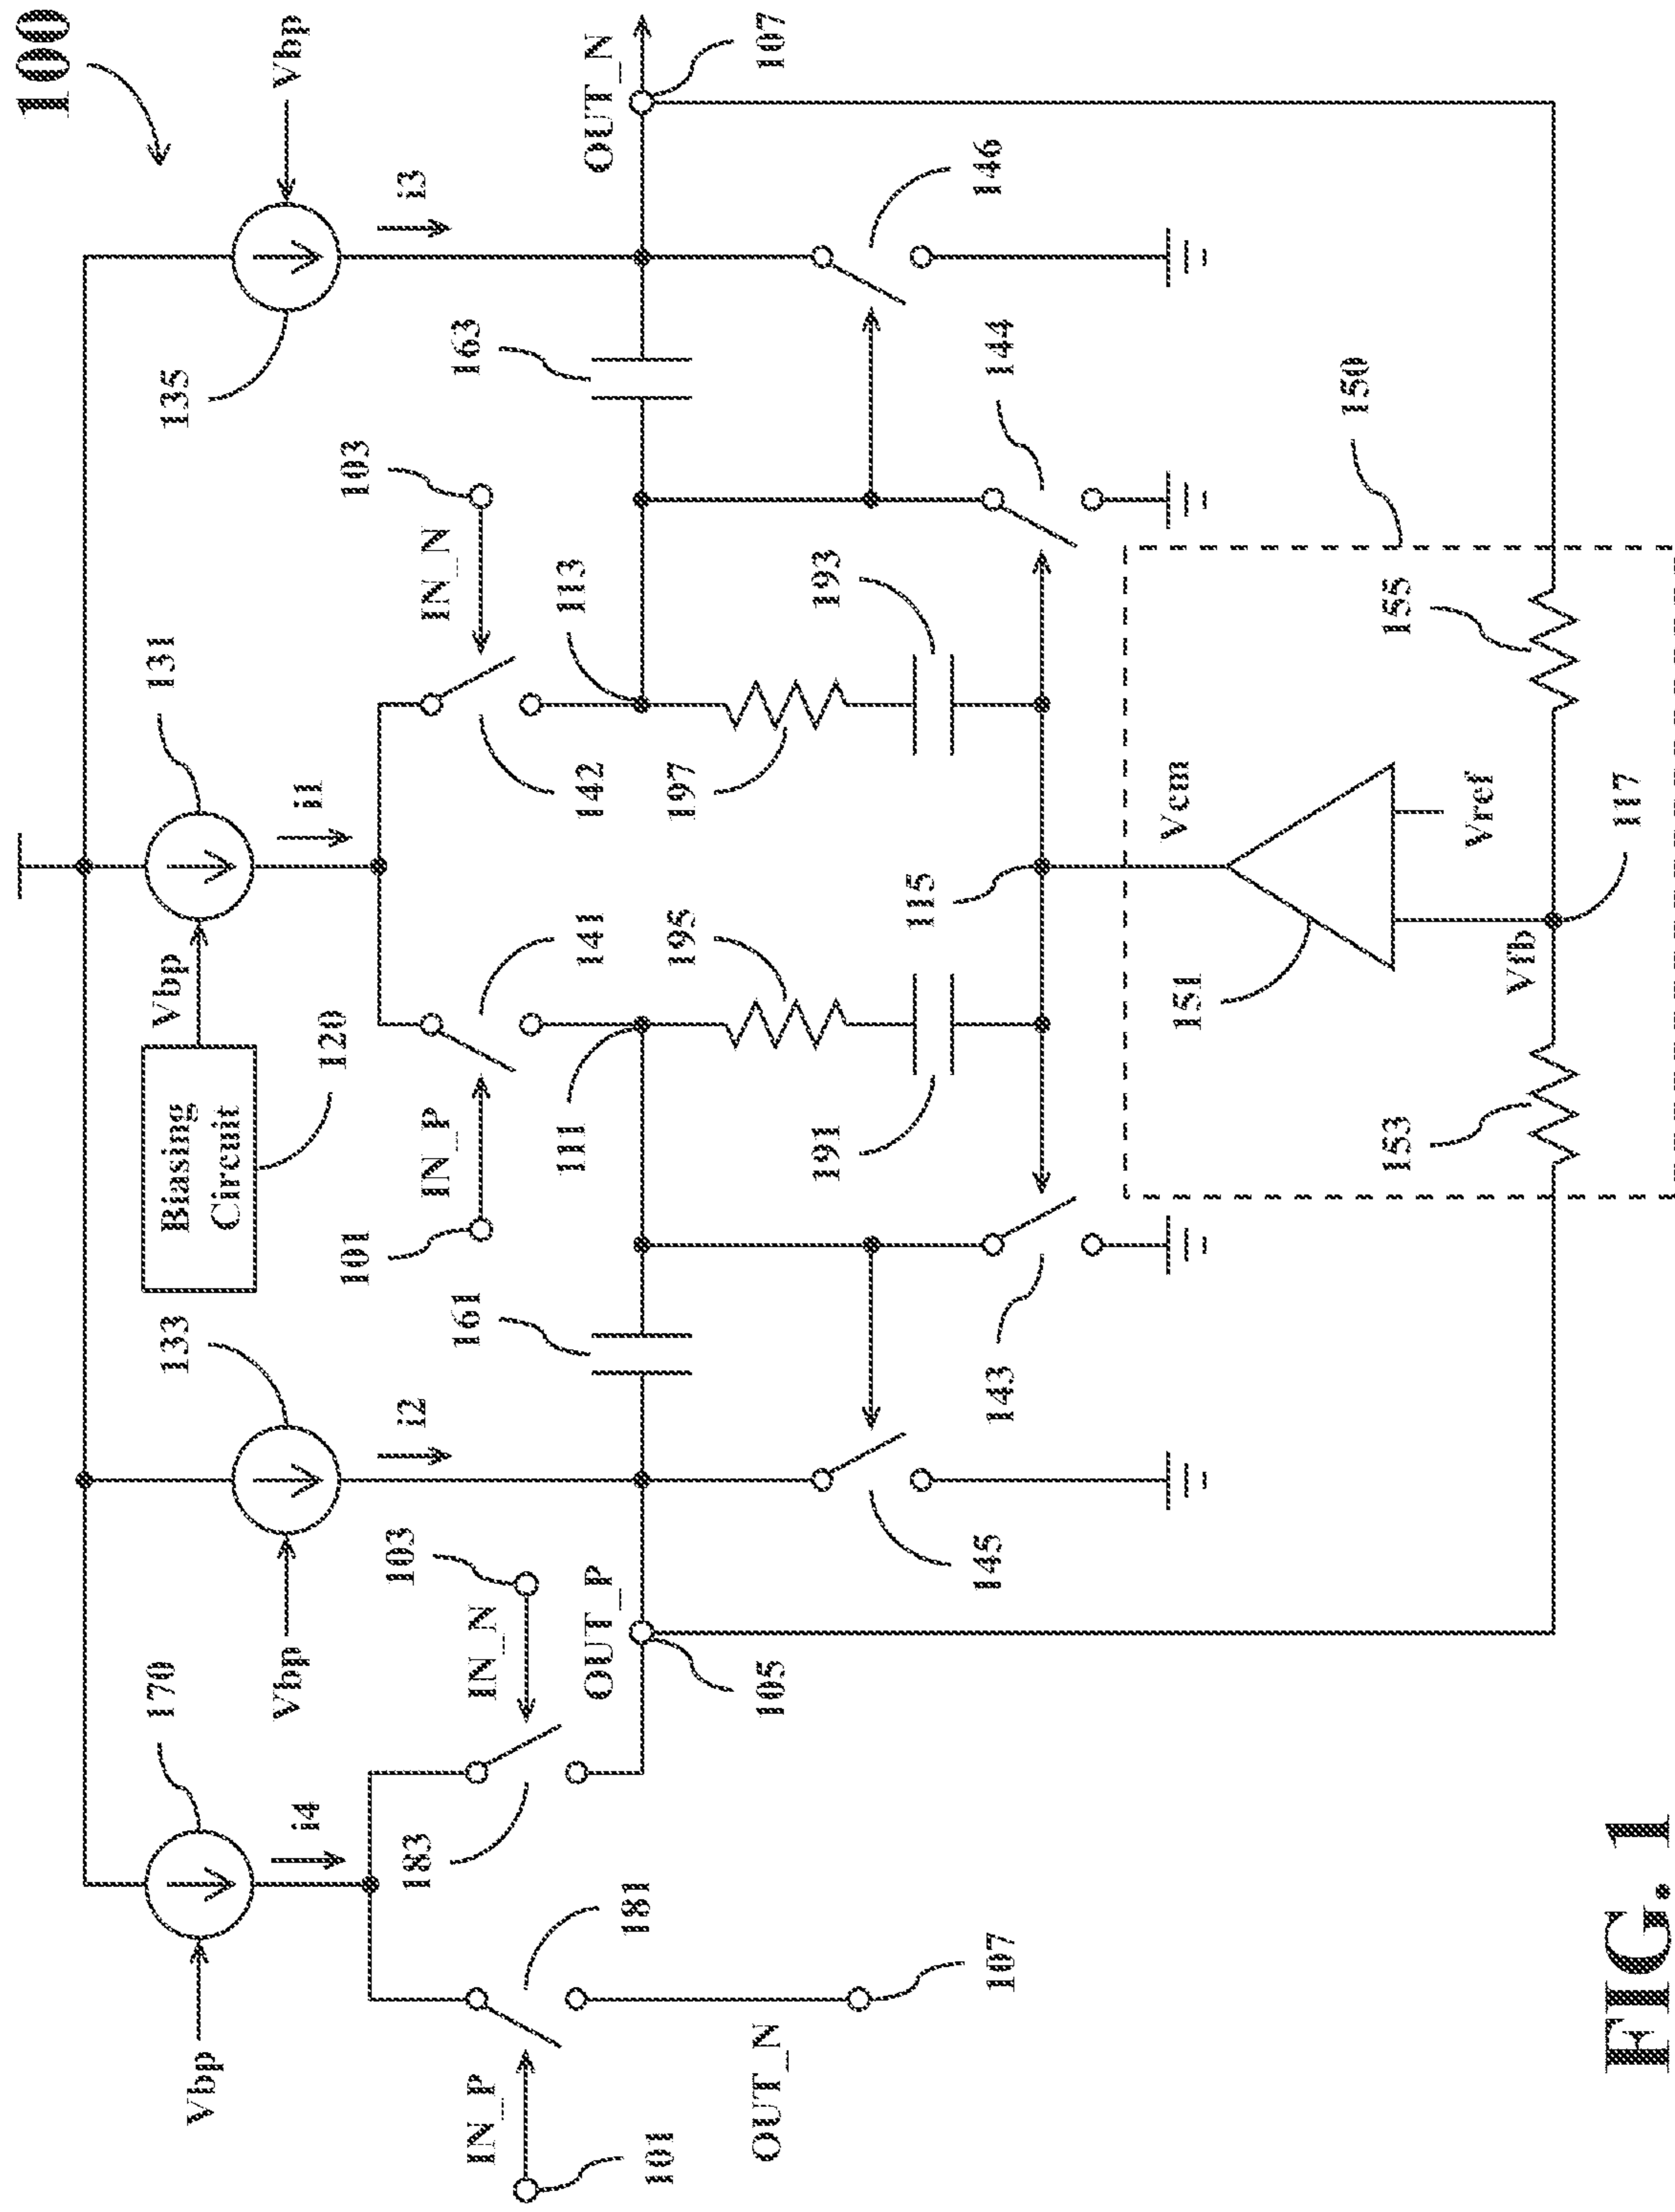 100
Vbp
170
Vbp
133
Vbp
Biasing
Circuit
120
131
135
Vbp
i4
i2
i1
i3
IN_P
101
181
183
IN_N
103
OUT_P
161
101
IN_P
141
142
IN_N
103
163
OUT_N
107
111
113
OUT_N
107
105
145
143
191
195
115
197
193
144
146
Vcm
150
151
Vref
Vfb
117
153
155
FIG. 1